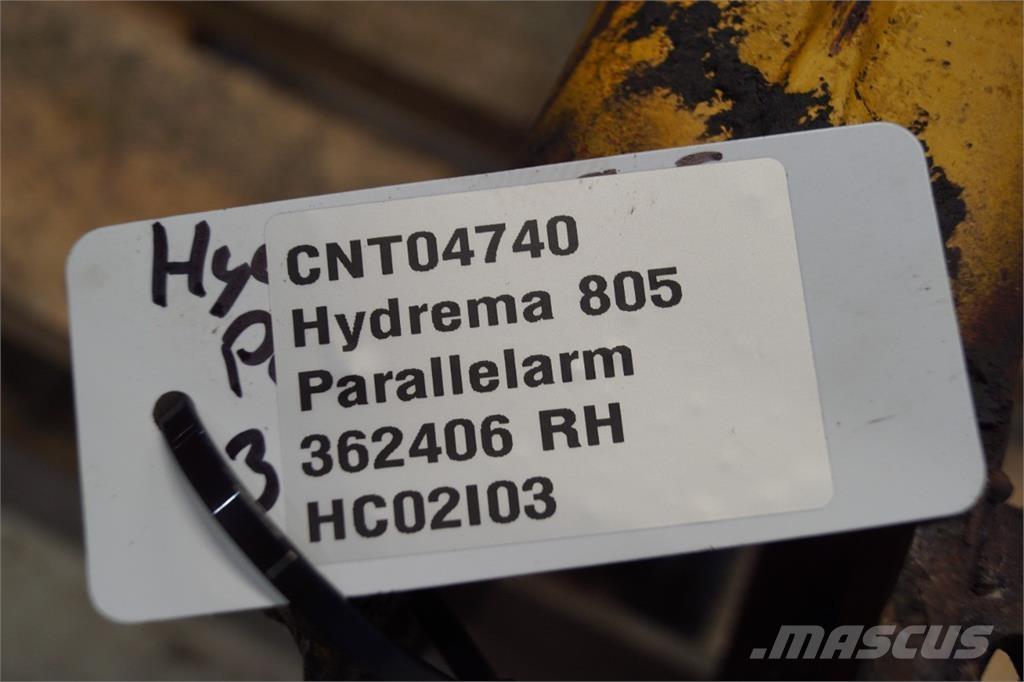 CNT04740
Hydrema 805
Parallelarm
362406 RH
HC02I03
.MASCUS